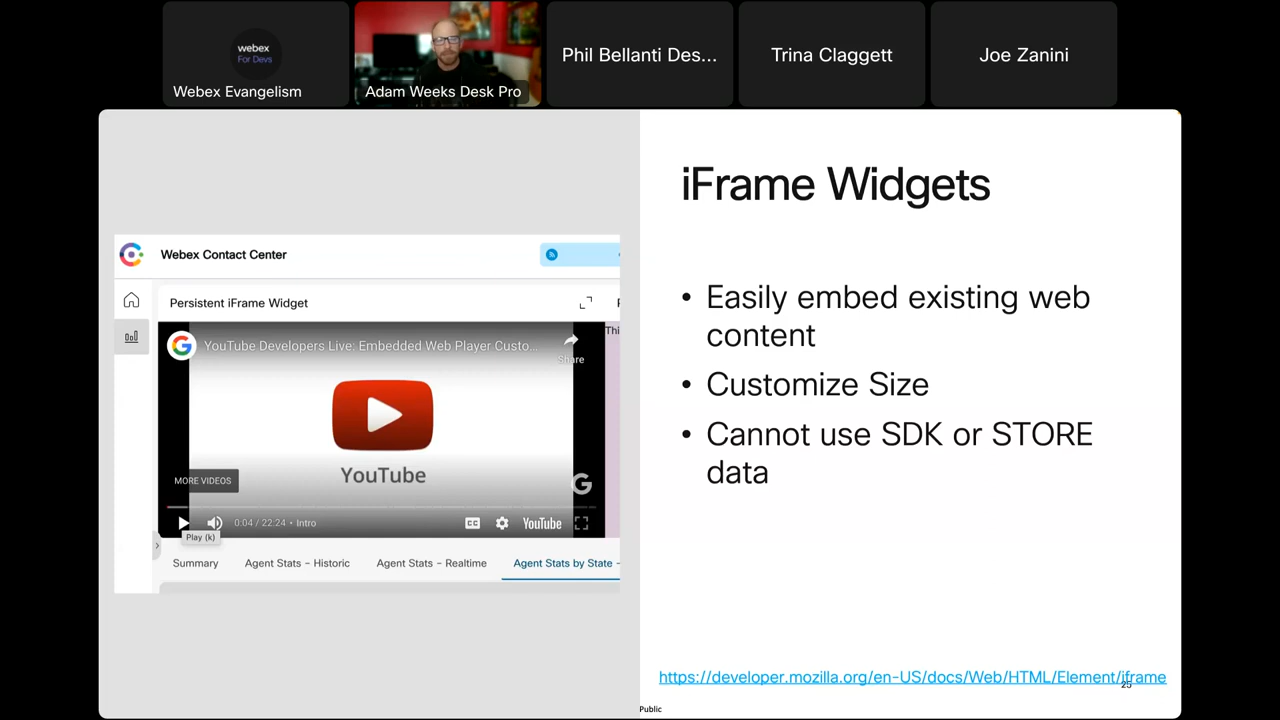 webex
For Devs
Webex Evangelism
Adam Weeks Desk Pro
Phil Bellanti Des...
Trina Claggett
Joe Zanini
iFrame Widgets
• Easily embed existing web
content
• Customize Size
• Cannot use SDK or STORE
data
Webex Contact Center
Persistent iFrame Widget
YouTube Developers Live: Embedded Web Player Custo...
Share
Thi
YouTube
MORE VIDEOS
0:04 / 22:24 • Intro
CC
YouTube
Play (k)
Summary
Agent Stats - Historic
Agent Stats - Realtime
Agent Stats by State -
https://developer.mozilla.org/en-US/docs/Web/HTML/Element/iframe
25
Public